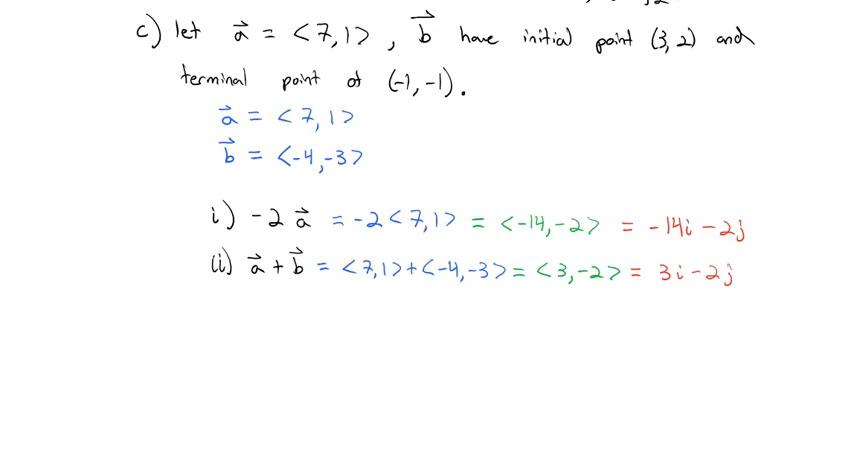 c) let a⃗ = <7,1>, b⃗ have initial point (3,2) and
terminal point of (-1,-1).
a⃗ = <7,1>
b⃗ = <-4,-3>
i) -2 a⃗ = -2<7,1> = <-14,-2> = -14i - 2j
ii) a⃗ + b⃗ = <7,1> + <-4,-3> = <3,-2> = 3i - 2j